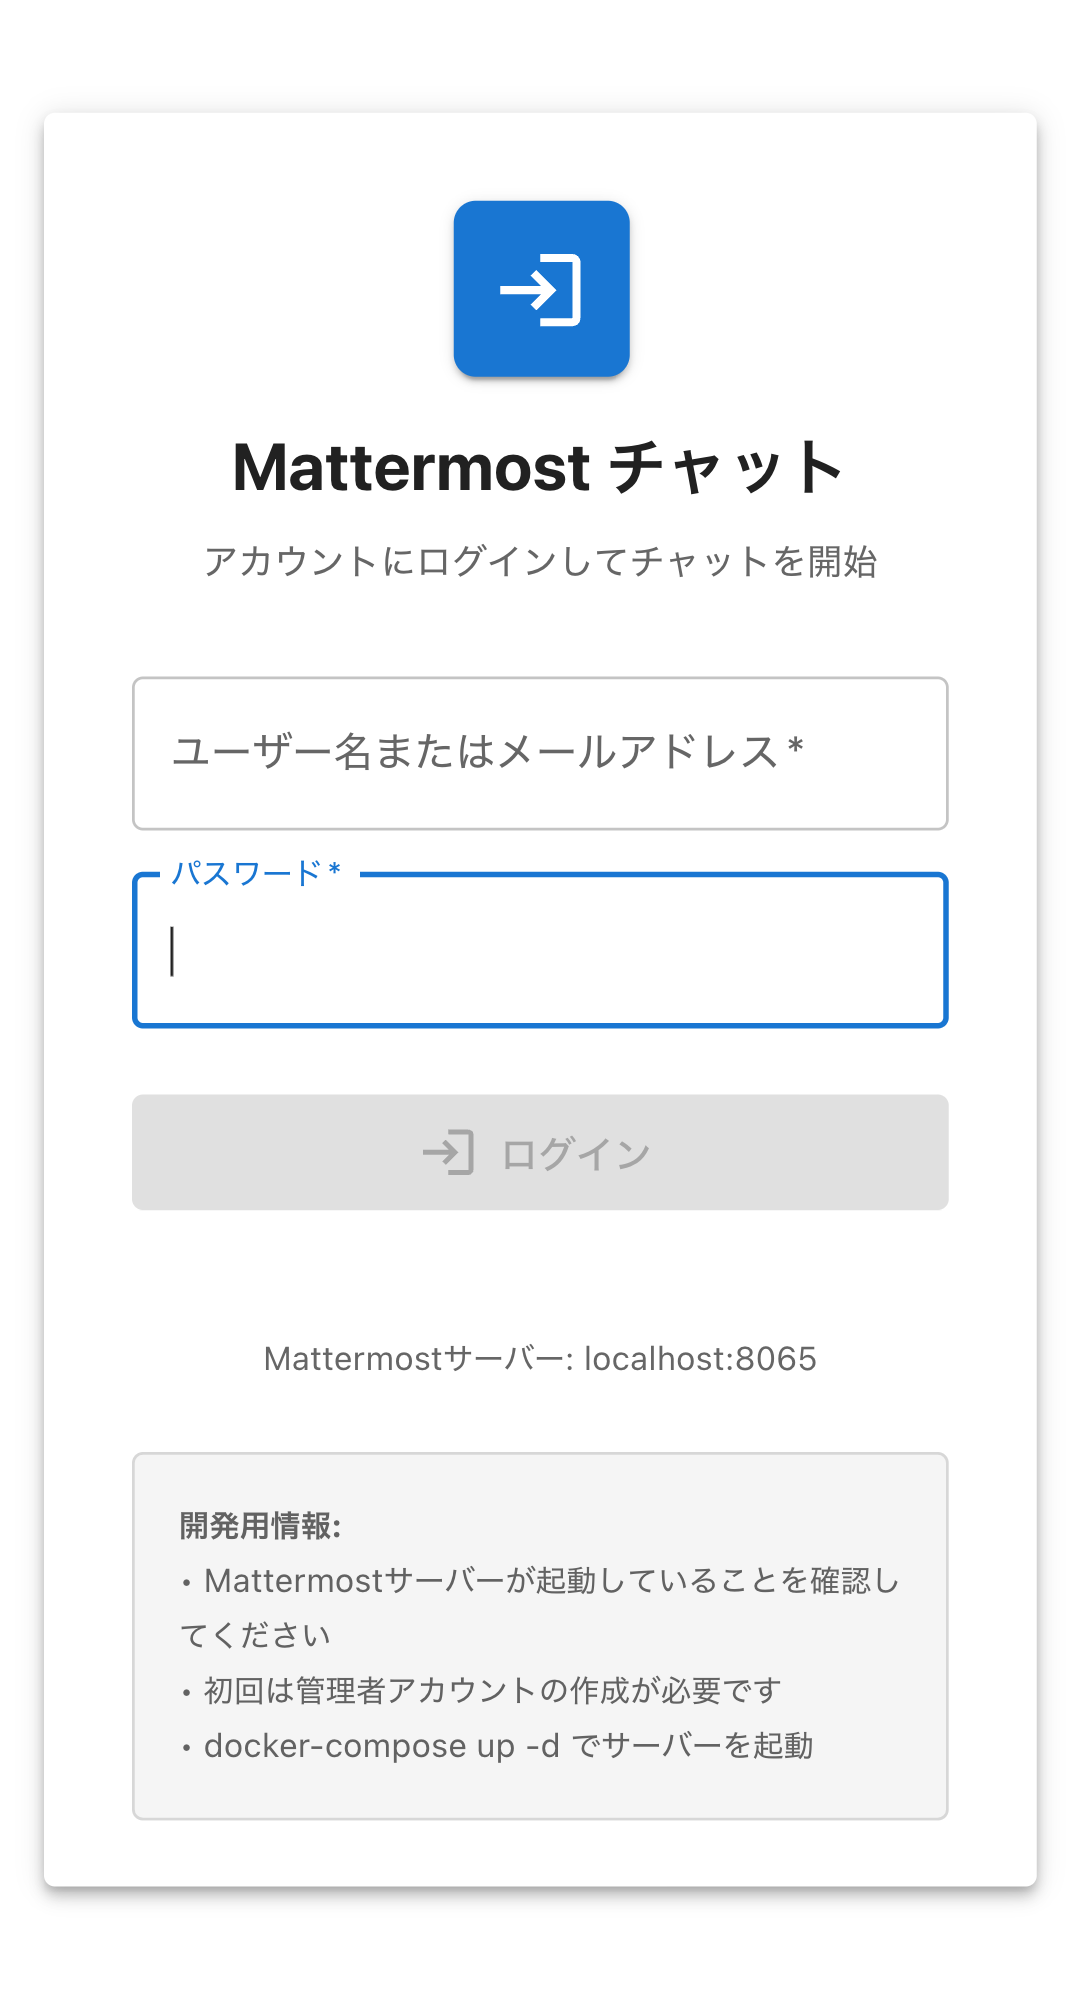 Mattermost チャット
アカウントにログインしてチャットを開始
ユーザー名またはメールアドレス *
パスワード *
ログイン
Mattermostサーバー: localhost:8065
開発用情報:
• Mattermostサーバーが起動していることを確認し
てください
• 初回は管理者アカウントの作成が必要です
• docker-compose up -d でサーバーを起動